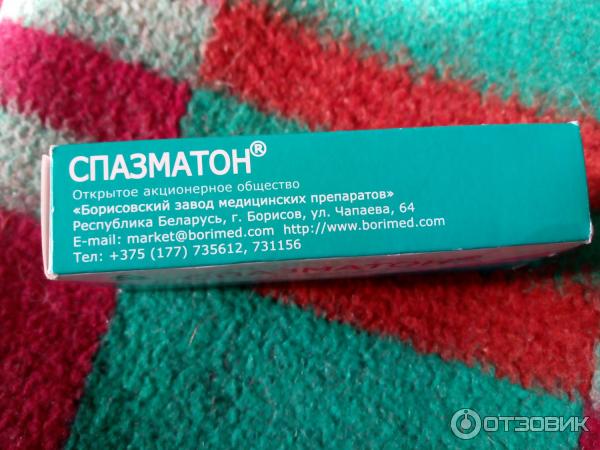 СПАЗМАТОН®
Открытое акционерное общество
«Борисовский завод медицинских препаратов»
Республика Беларусь, г. Борисов, ул. Чапаева, 64
E-mail: market@borimed.com http://www.borimed.com
Тел: +375 (177) 735612, 731156
СПАЗМАТОН®
ОТЗОВИК